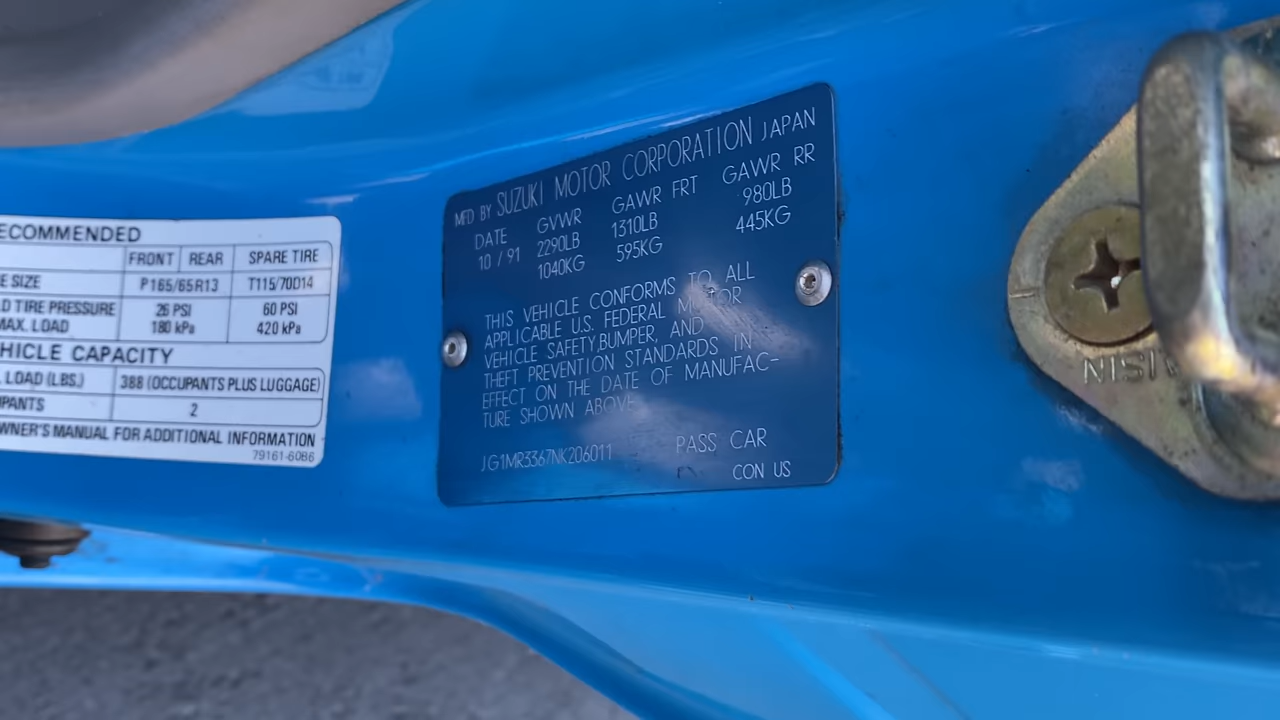 ECOMMENDED
FRONT REAR SPARE TIRE
E SIZE P165/65R13 T115/70D14
D TIRE PRESSURE 26 PSI 60 PSI
MAX. LOAD 180 kPa 420 kPa
HICLE CAPACITY
LOAD (LBS.) 388 (OCCUPANTS PLUS LUGGAGE)
PANTS 2
WNER'S MANUAL FOR ADDITIONAL INFORMATION
79161-60B6
MFD BY SUZUKI MOTOR CORPORATION JAPAN
DATE GVWR GAWR FRT GAWR RR
10 / 91 2290LB 1310LB 980LB
1040KG 595KG 445KG
THIS VEHICLE CONFORMS TO ALL
APPLICABLE U.S. FEDERAL MOTOR
VEHICLE SAFETY,BUMPER, AND
THEFT PREVENTION STANDARDS IN
EFFECT ON THE DATE OF MANUFAC-
TURE SHOWN ABOVE
JG1MR3367NK206011 PASS CAR
CON US
NISIN